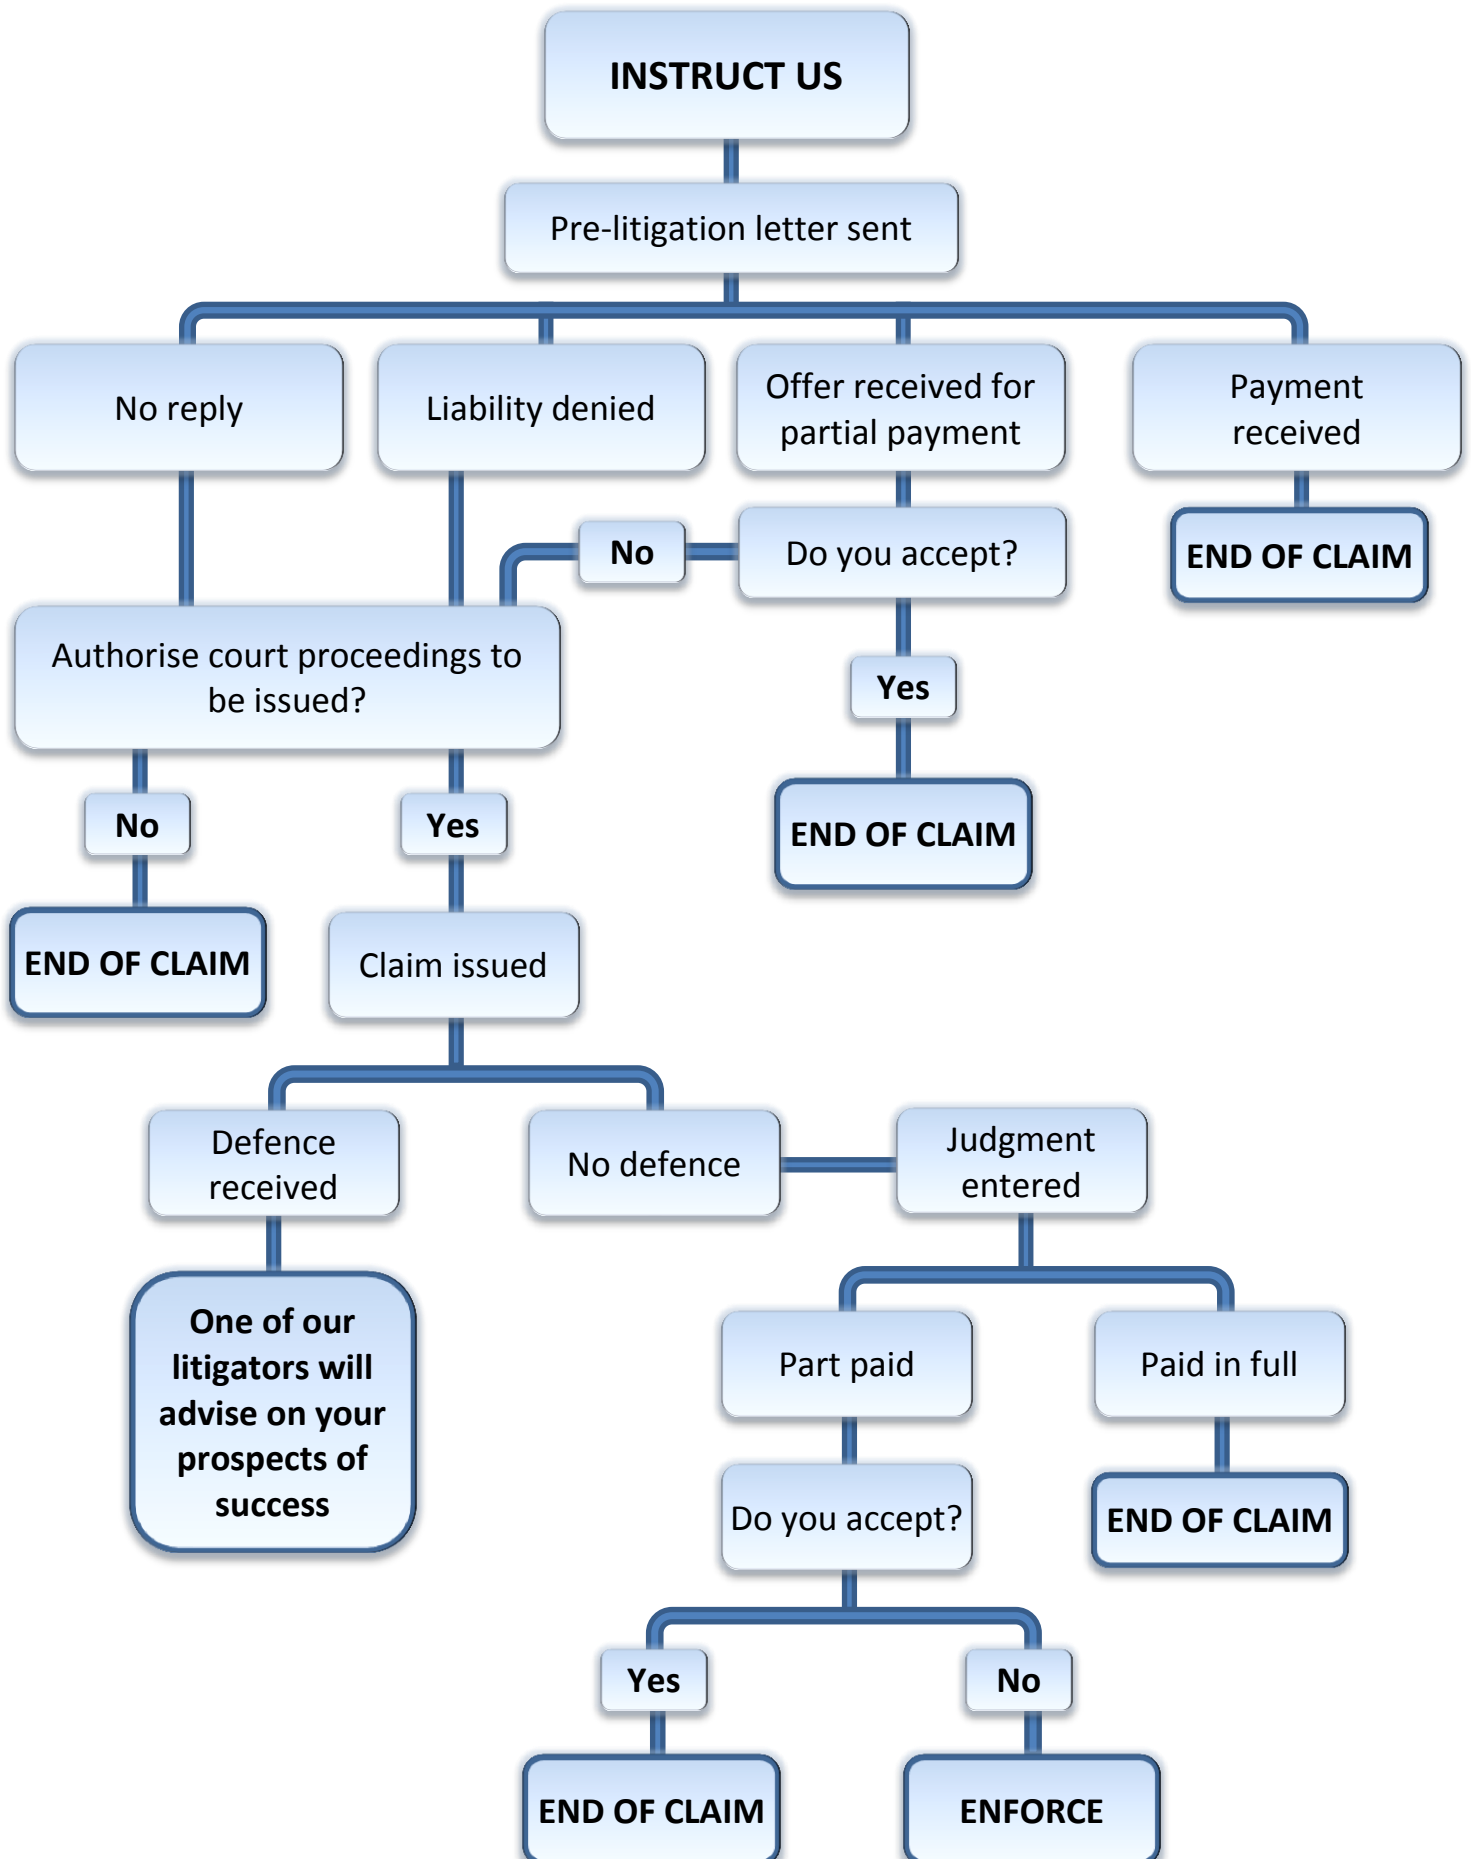 INSTRUCT US
Pre-litigation letter sent
No reply
Liability denied
Offer received for
partial payment
Payment
received
No
Do you accept?
END OF CLAIM
Authorise court proceedings to
be issued?
Yes
END OF CLAIM
No
Yes
END OF CLAIM
Claim issued
Defence
received
No defence
Judgment
entered
One of our
litigators will
advise on your
prospects of
success
Part paid
Paid in full
Do you accept?
END OF CLAIM
Yes
No
END OF CLAIM
ENFORCE